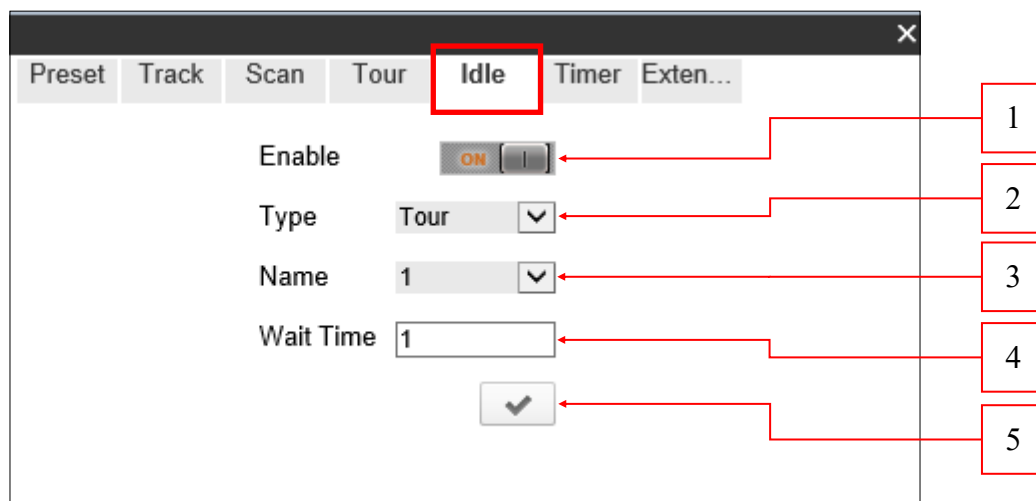 Preset Track Scan Tour Idle Timer Exten...
Enable ON
Type Tour
Name 1
Wait Time 1
1
2
3
4
5